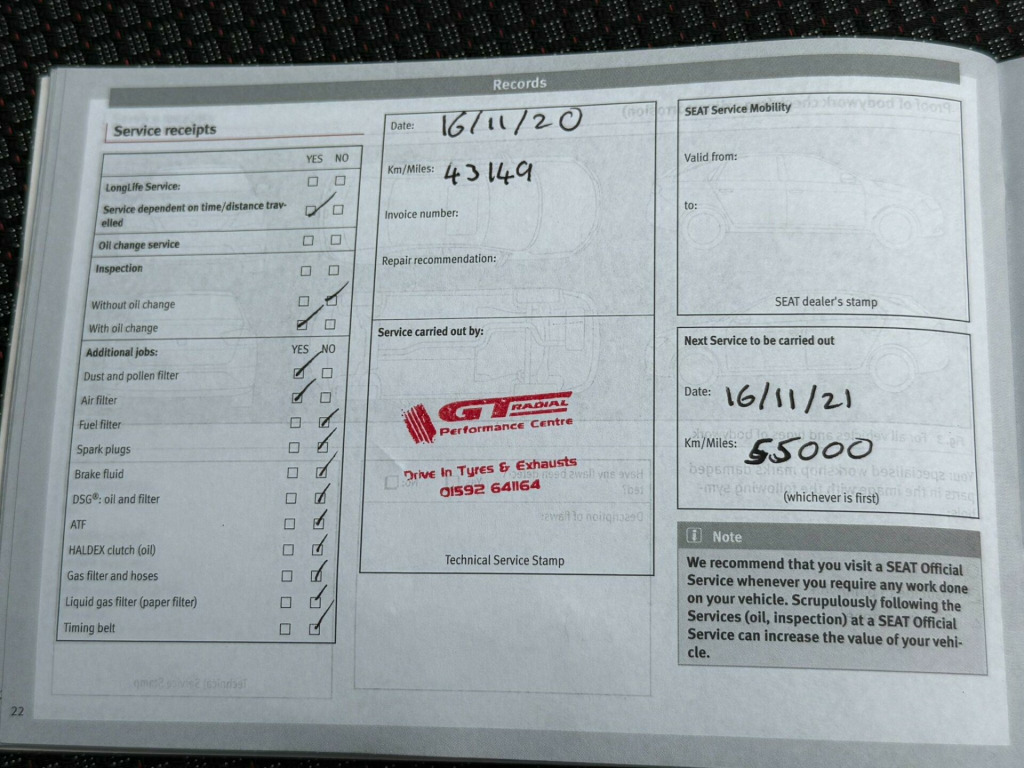 Records
Service receipts
YES NO
LongLife Service:
Service dependent on time/distance trav-
elled
Oil change service
Inspection
Without oil change
With oil change
Additional jobs: YES NO
Dust and pollen filter
Air filter
Fuel filter
Spark plugs
Brake fluid
DSG®: oil and filter
ATF
HALDEX clutch (oil)
Gas filter and hoses
Liquid gas filter (paper filter)
Timing belt
22
Date: 16/11/20
Km/Miles: 43149
Invoice number:
Repair recommendation:
Service carried out by:
GT RADIAL
Performance Centre
Drive In Tyres & Exhausts
01592 641164
Technical Service Stamp
SEAT Service Mobility
Valid from:
to:
SEAT dealer's stamp
Next Service to be carried out
Date: 16/11/21
Km/Miles: 55000
(whichever is first)
i Note
We recommend that you visit a SEAT Official
Service whenever you require any work done
on your vehicle. Scrupulously following the
Services (oil, inspection) at a SEAT Official
Service can increase the value of your vehi-
cle.